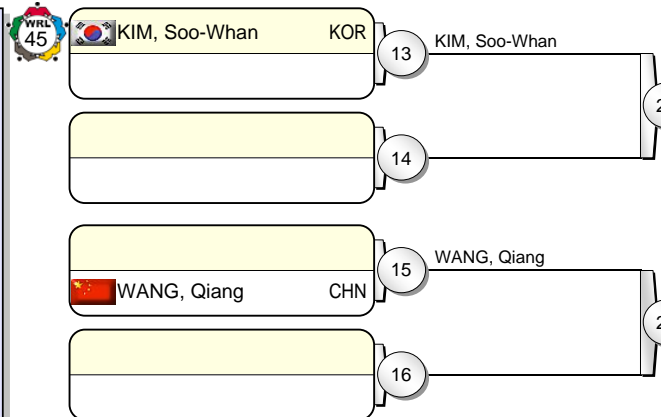 WRL
45
KIM, Soo-Whan KOR
13
KIM, Soo-Whan
14
15
WANG, Qiang
WANG, Qiang CHN
16